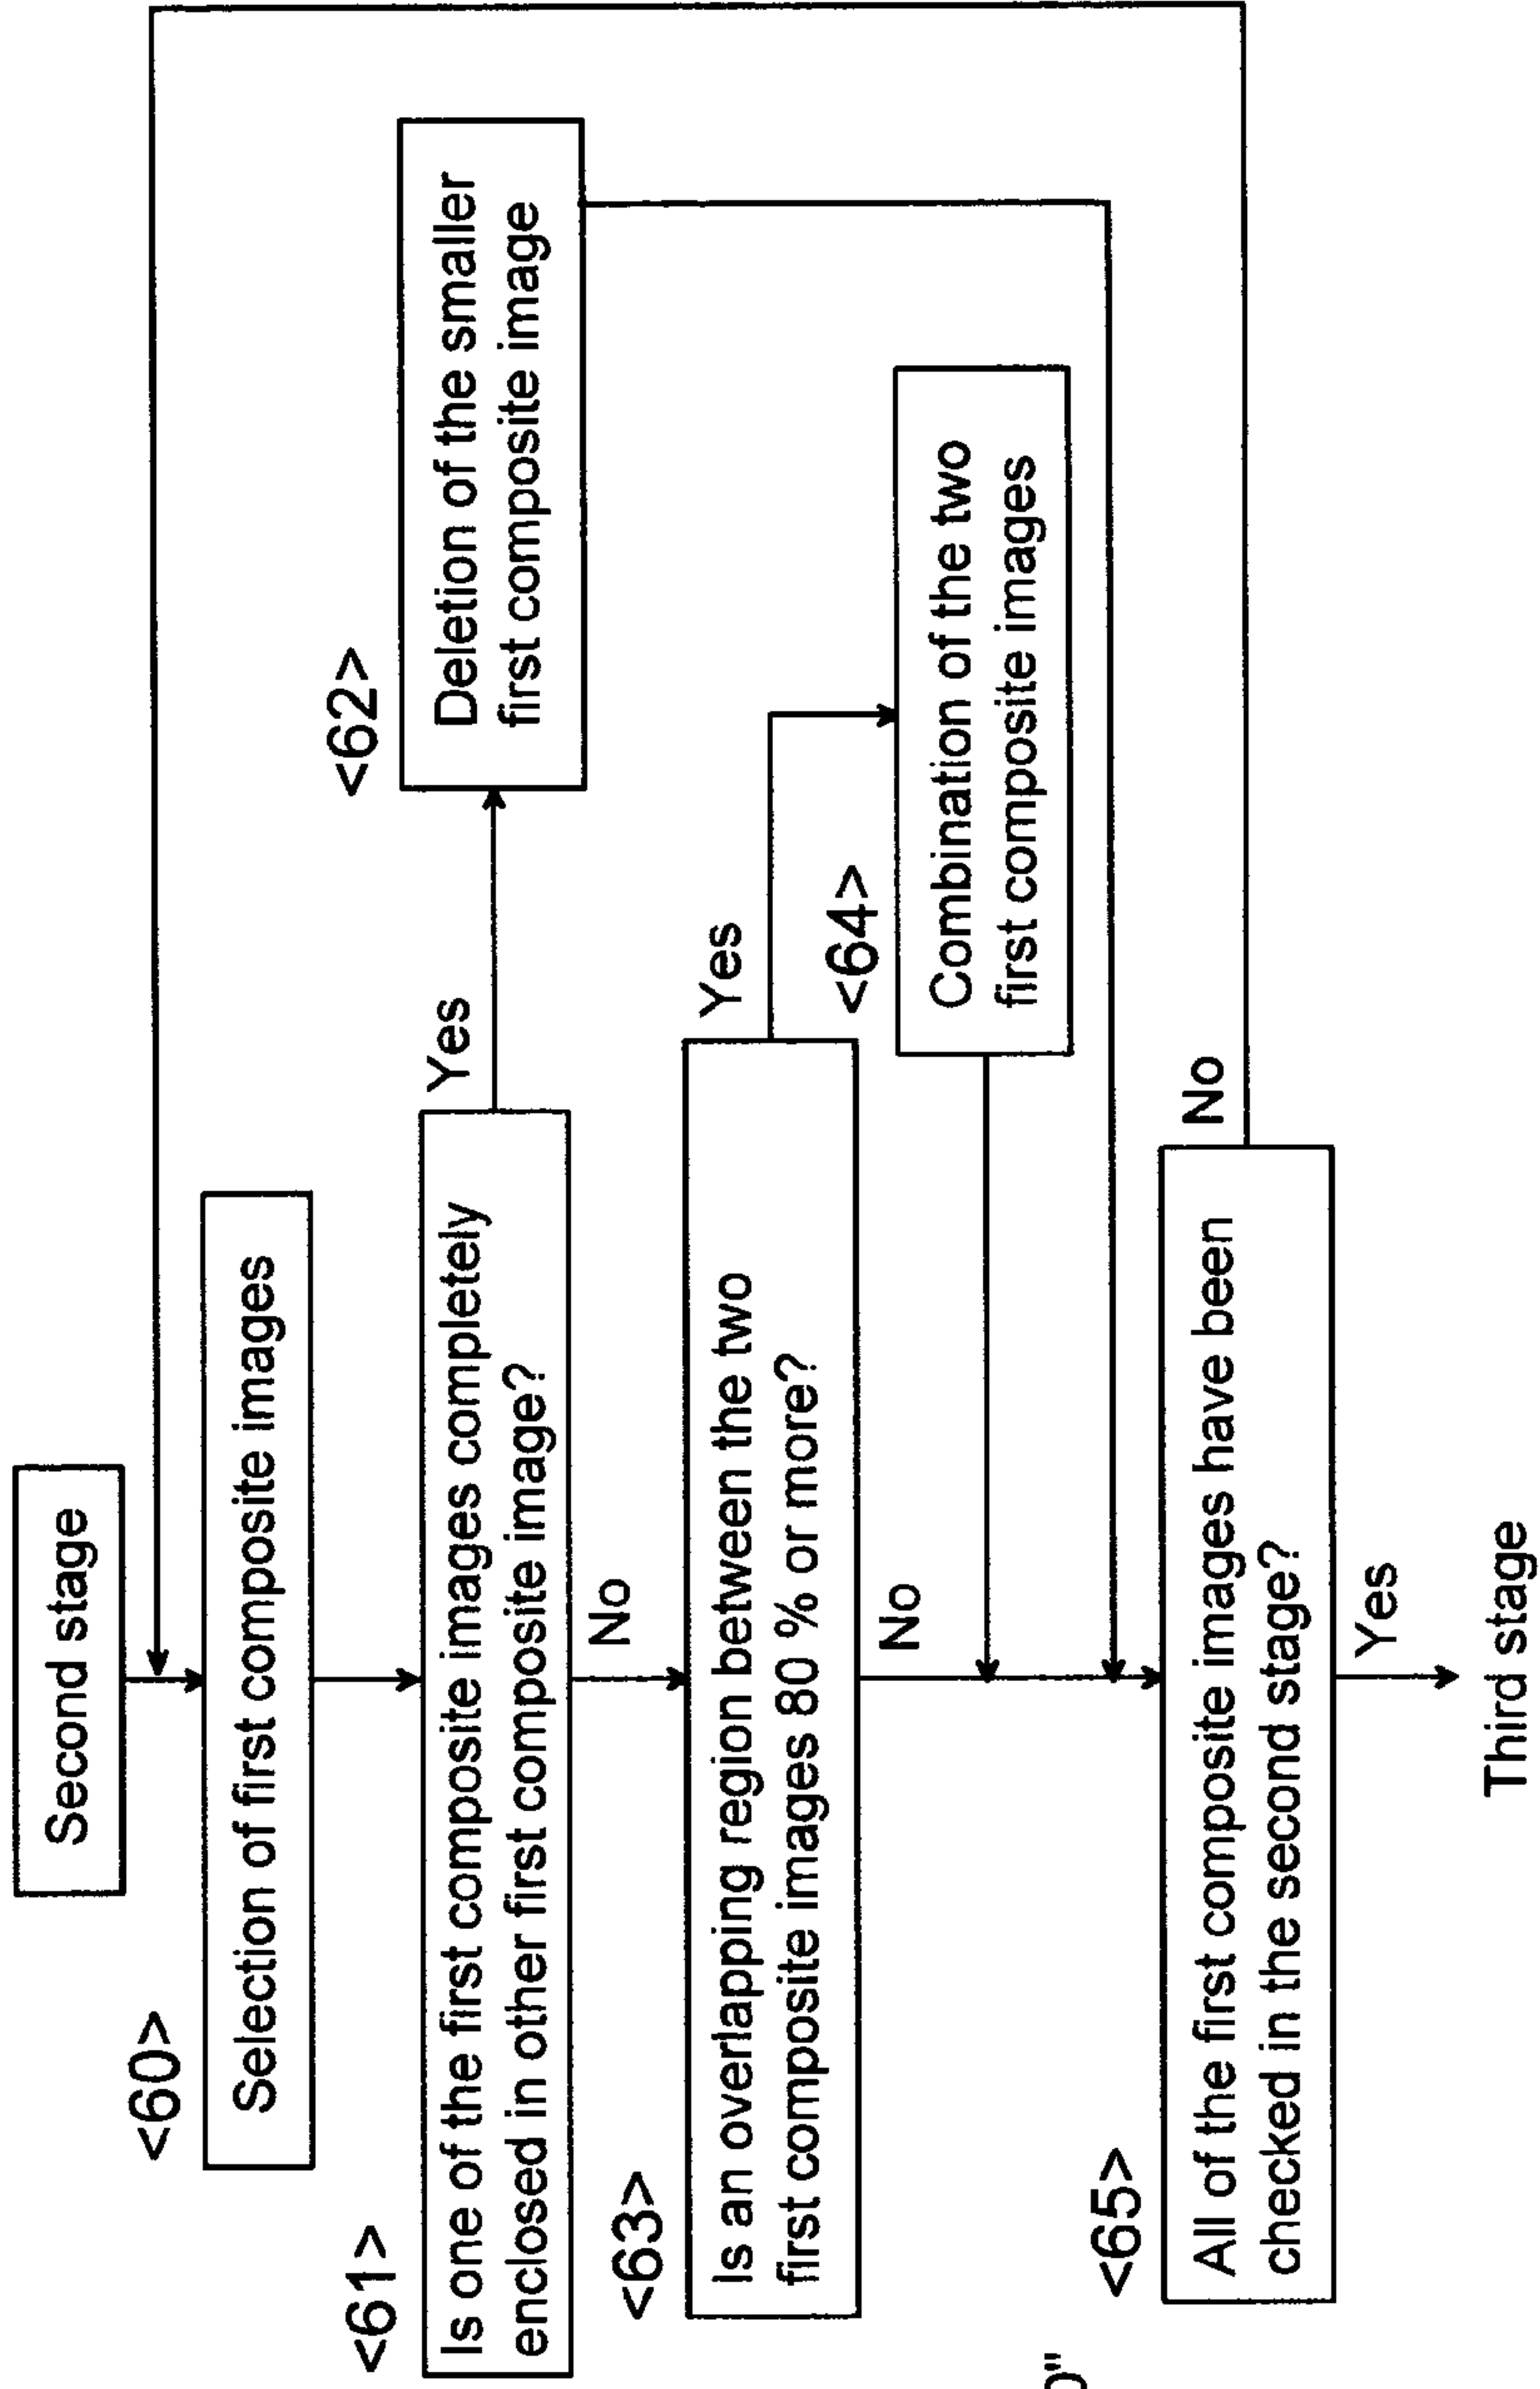 Second stage
<60>
Selection of first composite images
<61>
Is one of the first composite images completely
enclosed in other first composite image?
Yes
<62>
Deletion of the smaller
first composite image
No
<63>
Is an overlapping region between the two
first composite images 80 % or more?
Yes
<64>
Combination of the two
first composite images
No
<65>
All of the first composite images have been
checked in the second stage?
No
Yes
Third stage